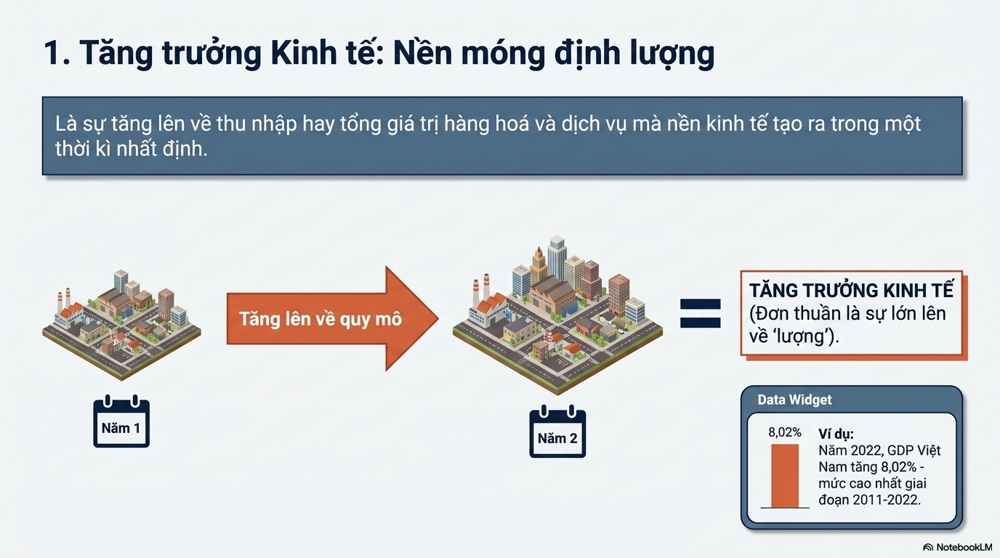 1. Tăng trưởng Kinh tế: Nền móng định lượng
Là sự tăng lên về thu nhập hay tổng giá trị hàng hoá và dịch vụ mà nền kinh tế tạo ra trong một
thời kì nhất định.
Tăng lên về quy mô
Năm 1
Năm 2
TĂNG TRƯỞNG KINH TẾ
(Đơn thuần là sự lớn lên
về ‘lượng’).
Data Widget
8,02%
Ví dụ:
Năm 2022, GDP Việt
Nam tăng 8,02% -
mức cao nhất giai
đoạn 2011-2022.
NotebookLM